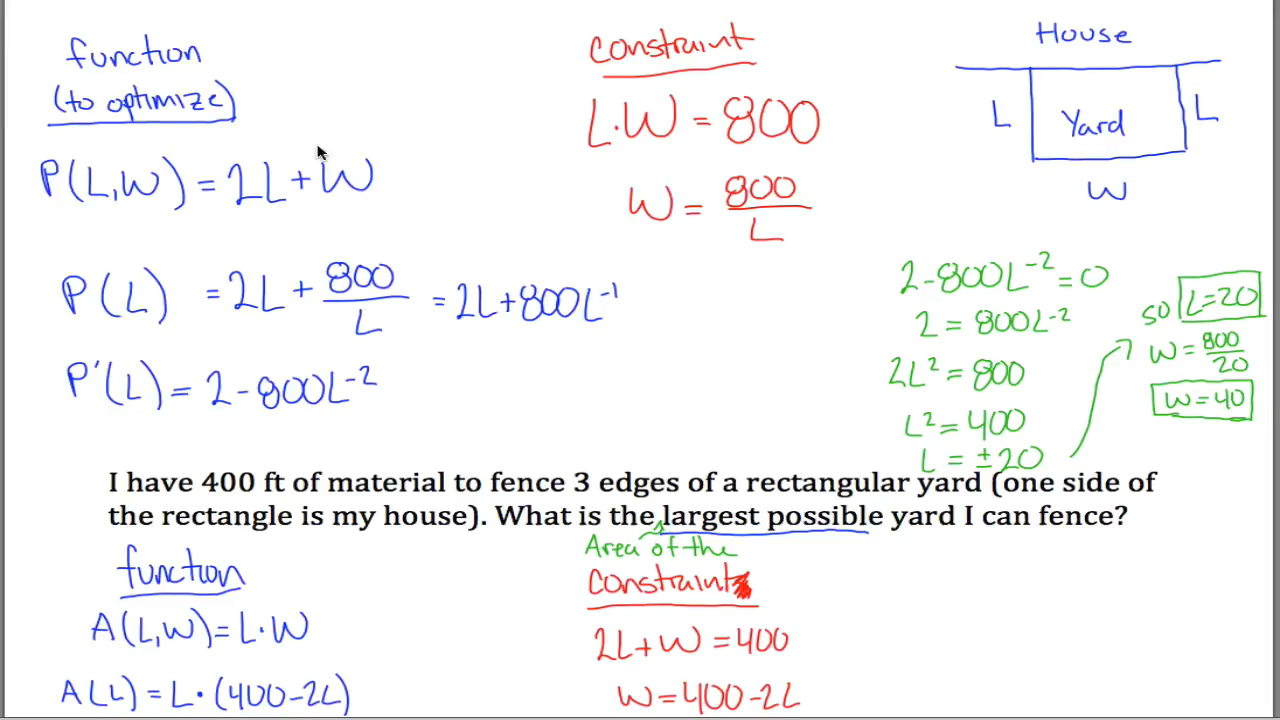 function
(to optimize)
P(L,W) = 2L + W
P(L) = 2L + 800/L = 2L + 800L⁻¹
P'(L) = 2 - 800L⁻²
Constraint
L·W = 800
W = 800/L
House
L Yard L
W
2 - 800L⁻² = 0
2 = 800L⁻²
2L² = 800
L² = 400
L = ±20
so L = 20
W = 800/20
W = 40
I have 400 ft of material to fence 3 edges of a rectangular yard (one side of
the rectangle is my house). What is the largest possible yard I can fence?
Area of the
function
A(L,W) = L·W
A(L) = L·(400-2L)
Constraint
2L + W = 400
W = 400-2L